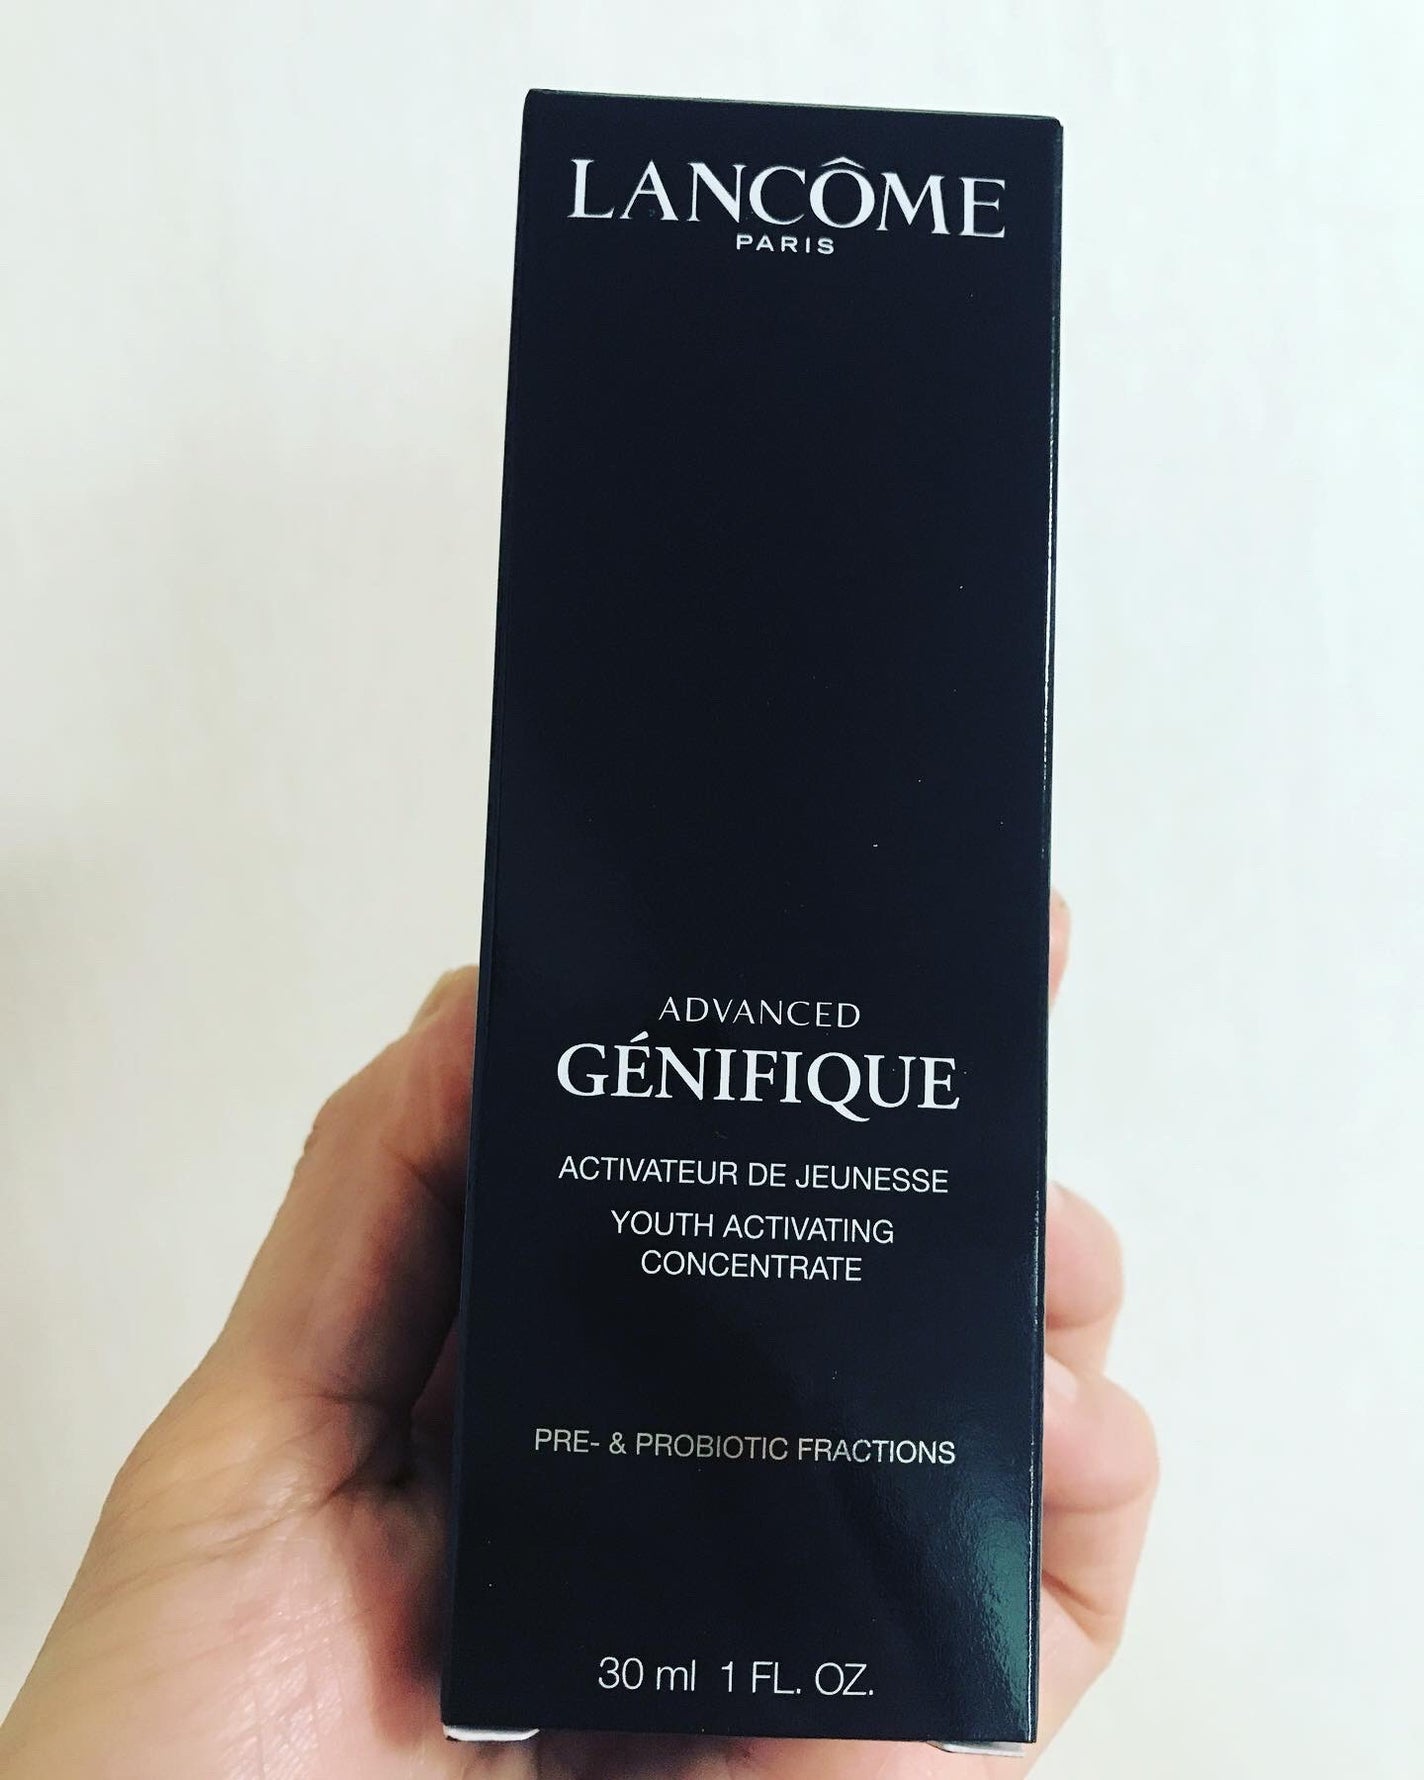 LANCÔME
PARIS
ADVANCED
GÉNIFIQUE
ACTIVATEUR DE JEUNESSE
YOUTH ACTIVATING
CONCENTRATE
PRE- & PROBIOTIC FRACTIONS
30 ml 1 FL. OZ.